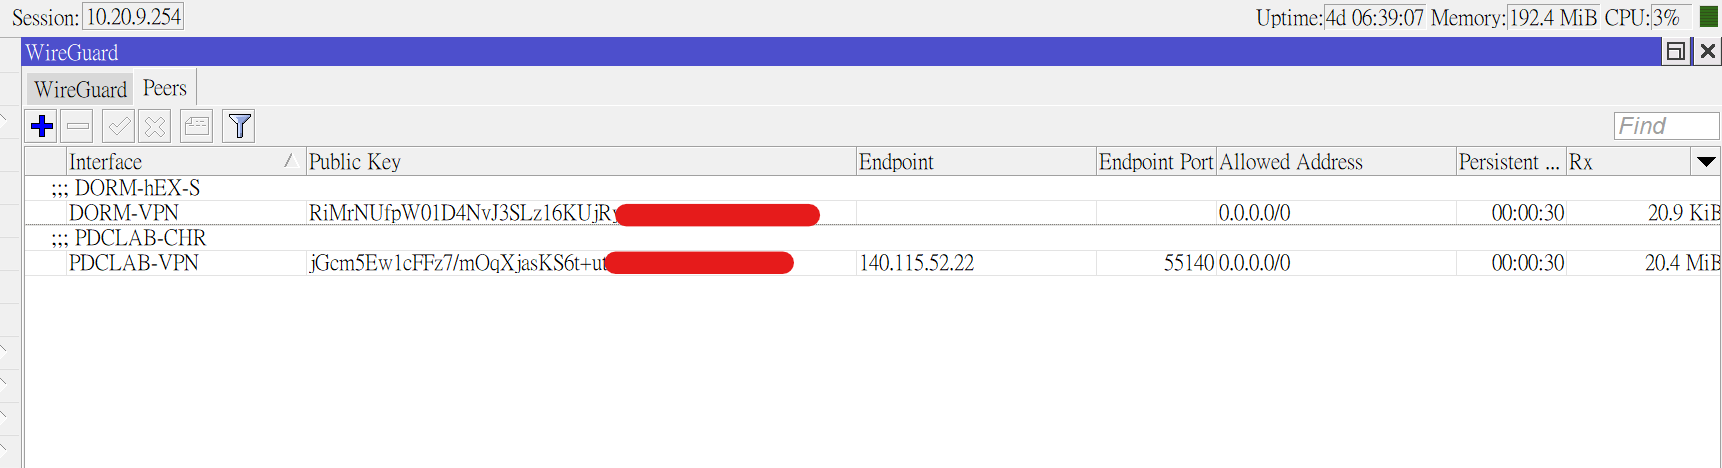 Session: 10.20.9.254 Uptime: 4d 06:39:07 Memory: 192.4 MiB CPU: 3%
WireGuard
WireGuard Peers
Find
Interface Public Key Endpoint Endpoint Port Allowed Address Persistent ... Rx
;;; DORM-hEX-S
DORM-VPN RiMrNUfpW01D4NvJ3SLz16KUjRy 0.0.0.0/0 00:00:30 20.9 KiB
;;; PDCLAB-CHR
PDCLAB-VPN jGcm5Ew1cFFz7/mOqXjasKS6t+ut 140.115.52.22 55140 0.0.0.0/0 00:00:30 20.4 MiB